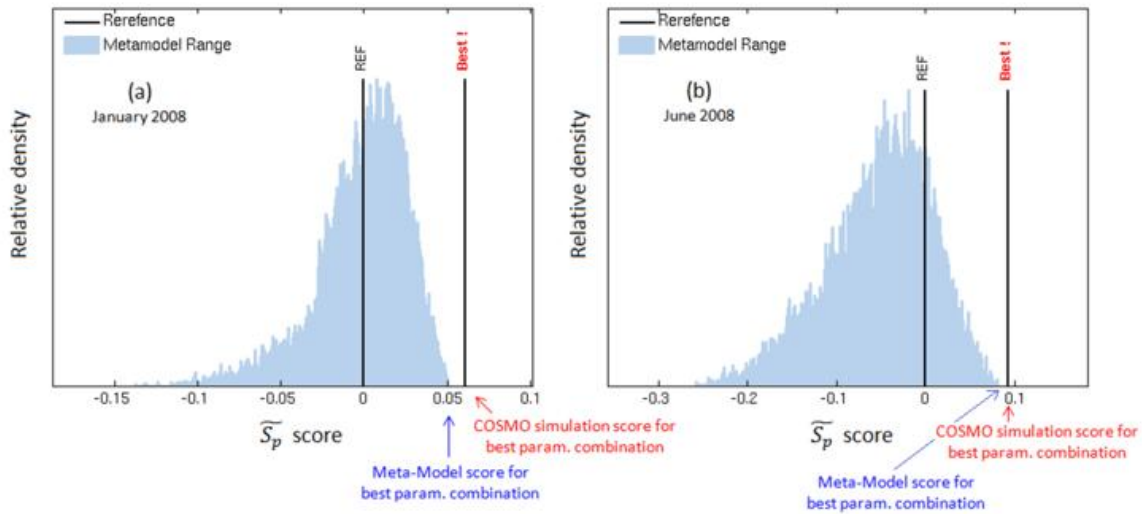 Rerefence
Metamodel Range
REF
Best !
(a)
January 2008
Relative density
-0.15
-0.1
-0.05
0
0.05
0.1
S̃p score
COSMO simulation score for
best param. combination
Meta-Model score for
best param. combination
Rerefence
Metamodel Range
REF
Best !
(b)
June 2008
Relative density
-0.3
-0.2
-0.1
0
0.1
S̃p score
COSMO simulation score for
best param. combination
Meta-Model score for
best param. combination